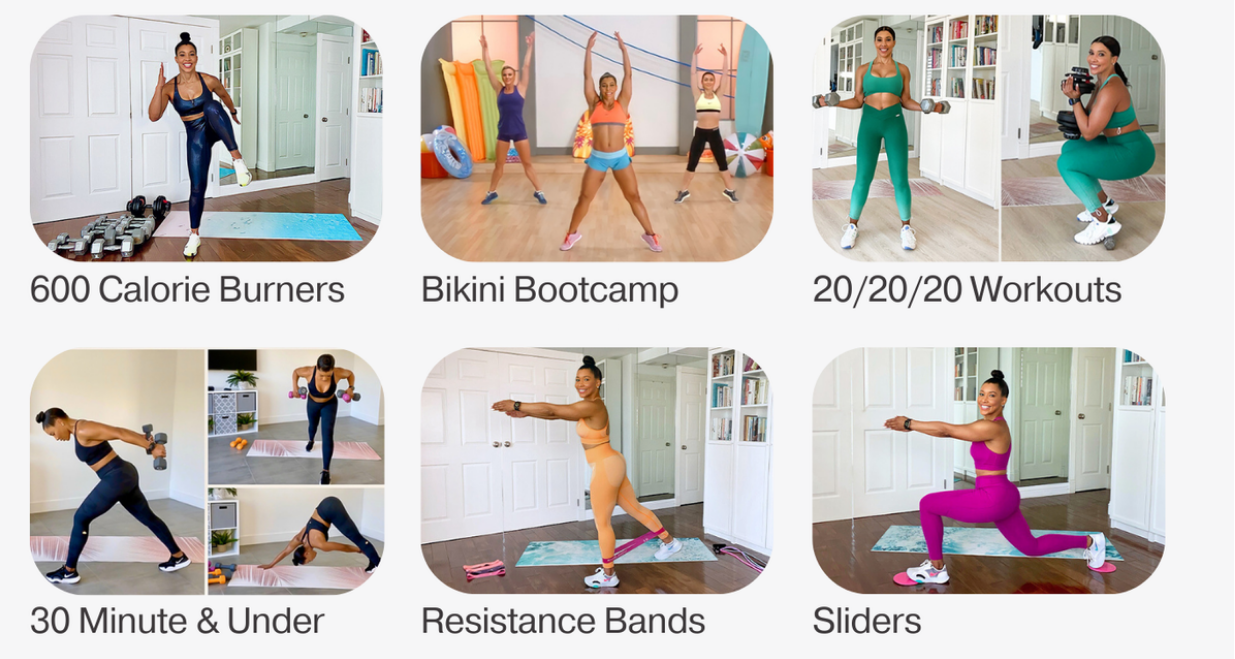 600 Calorie Burners
Bikini Bootcamp
20/20/20 Workouts
30 Minute & Under
Resistance Bands
Sliders